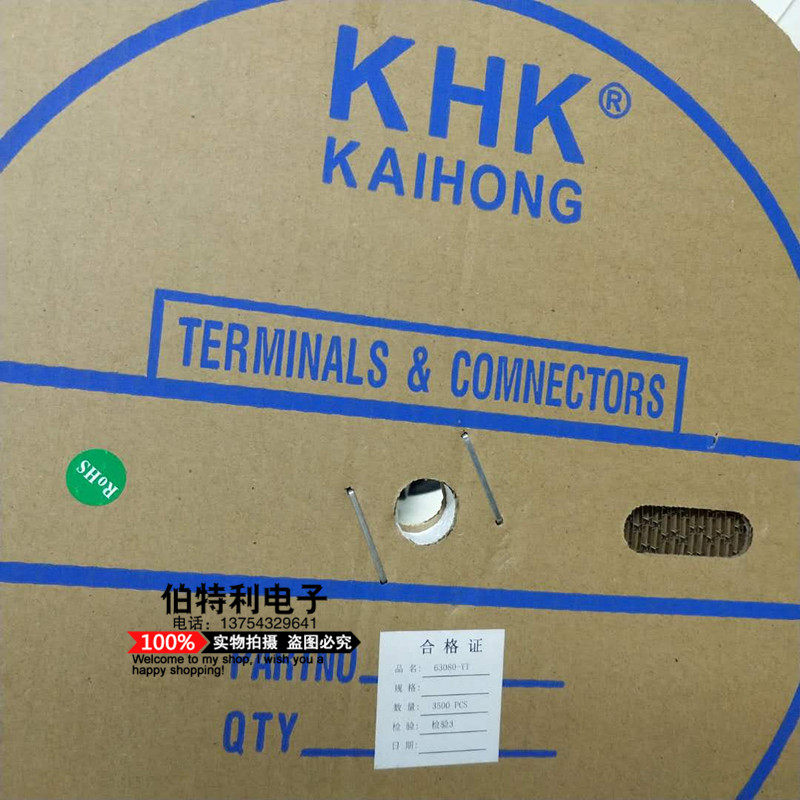 KHK®
KAIHONG
TERMINALS & COMNECTORS
RoHS
伯特利电子
电话：13754329641
100% 实物拍摄 盗图必究
Welcome to my shop, I wish you a
happy shopping!
PARTNO
QTY
合格证
品名: 63080-YT
规格:
数量: 3500 PCS
检验: 检验3
日期: